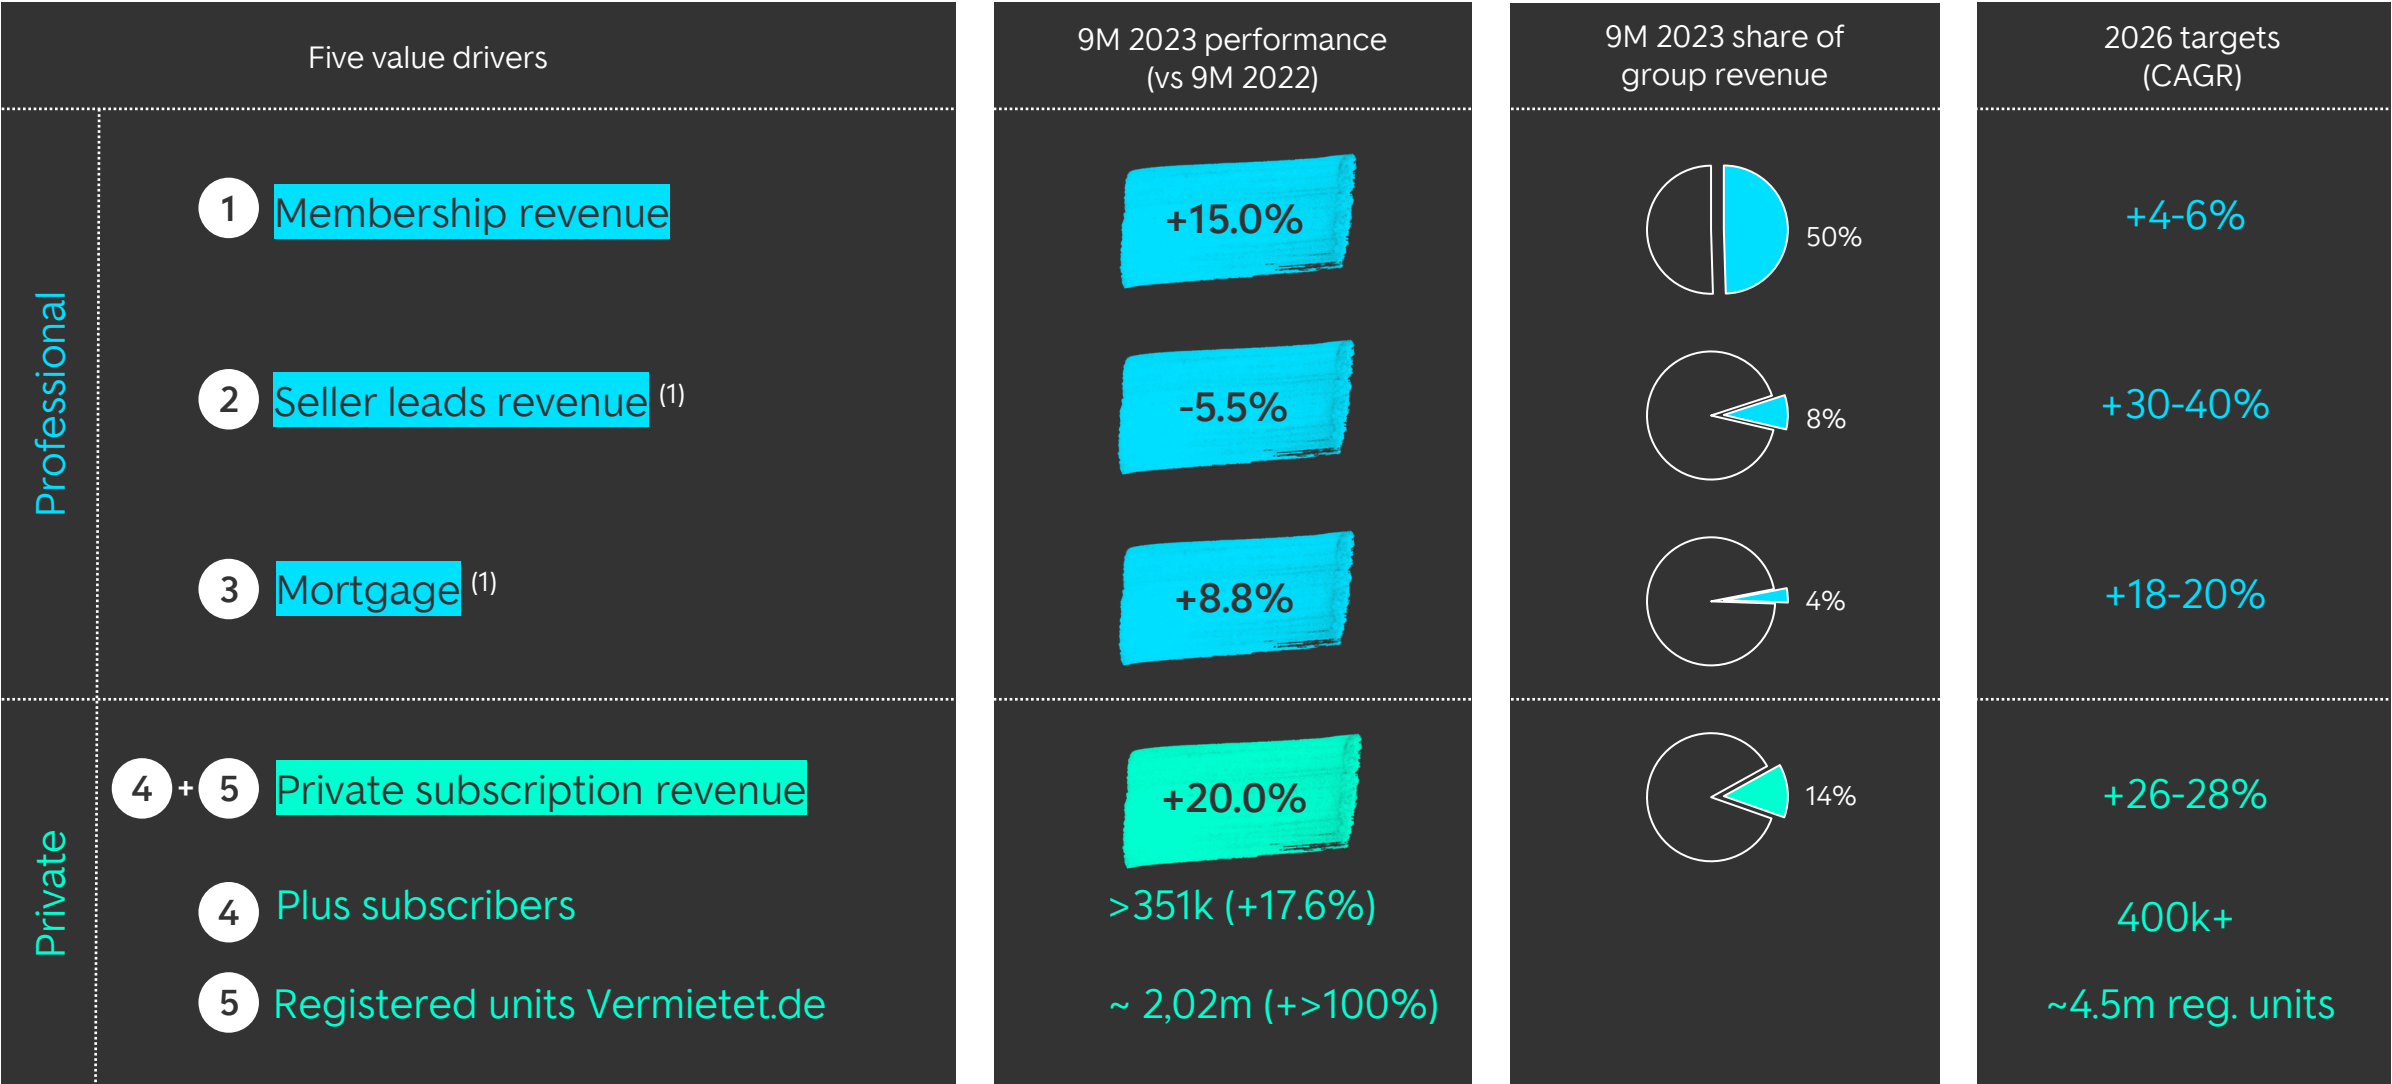 Five value drivers
9M 2023 performance
(vs 9M 2022)
9M 2023 share of
group revenue
2026 targets
(CAGR)
Professional
1 Membership revenue
+15.0%
50%
+4-6%
2 Seller leads revenue (1)
-5.5%
8%
+30-40%
3 Mortgage (1)
+8.8%
4%
+18-20%
Private
4 + 5 Private subscription revenue
+20.0%
14%
+26-28%
4 Plus subscribers
>351k (+17.6%)
400k+
5 Registered units Vermietet.de
~ 2,02m (+>100%)
~4.5m reg. units